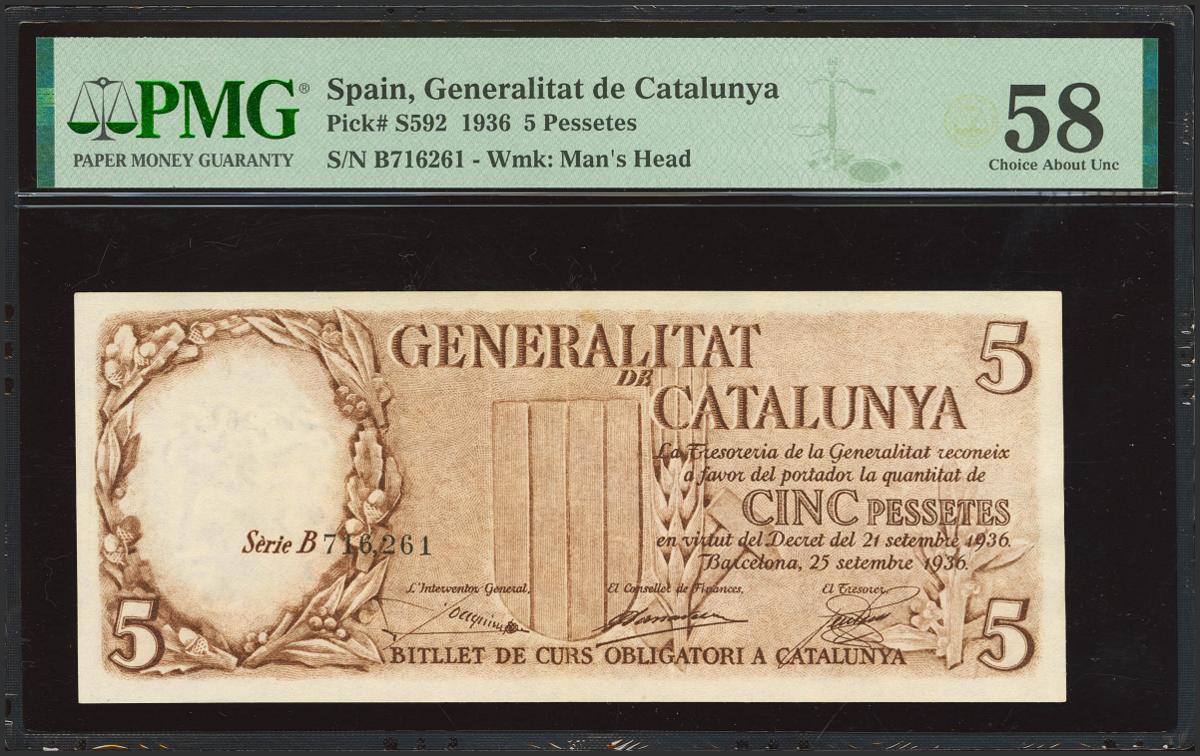 PMG®
PAPER MONEY GUARANTY
Spain, Generalitat de Catalunya
Pick# S592 1936 5 Pessetes
S/N B716261 - Wmk: Man's Head
58
Choice About Unc
GENERALITAT
DE
CATALUNYA
5
La Tresoreria de la Generalitat reconeix
a favor del portador la quantitat de
CINC PESSETES
en virtut del Decret del 21 setembre 1936.
Barcelona, 25 setembre 1936.
Sèrie B 716,261
L'Interventor General,
El Conseller de Finances,
El Tresorer,
5
BITLLET DE CURS OBLIGATORI A CATALUNYA
5